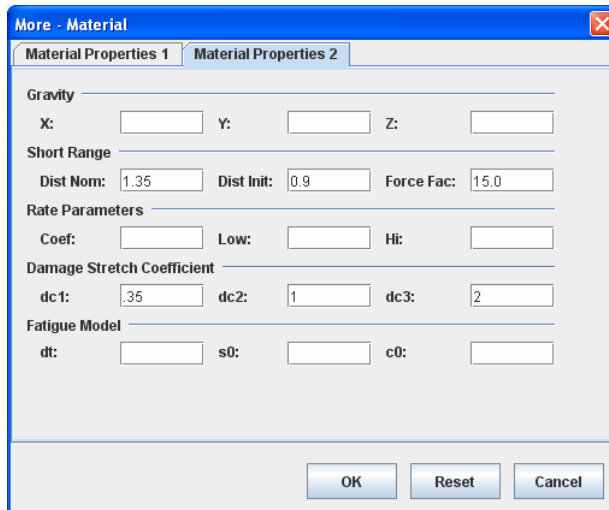 More - Material
Material Properties 1 Material Properties 2
Gravity
X: Y: Z:
Short Range
Dist Nom: 1.35 Dist Init: 0.9 Force Fac: 15.0
Rate Parameters
Coef: Low: Hi:
Damage Stretch Coefficient
dc1: .35 dc2: 1 dc3: 2
Fatigue Model
dt: s0: c0:
OK Reset Cancel